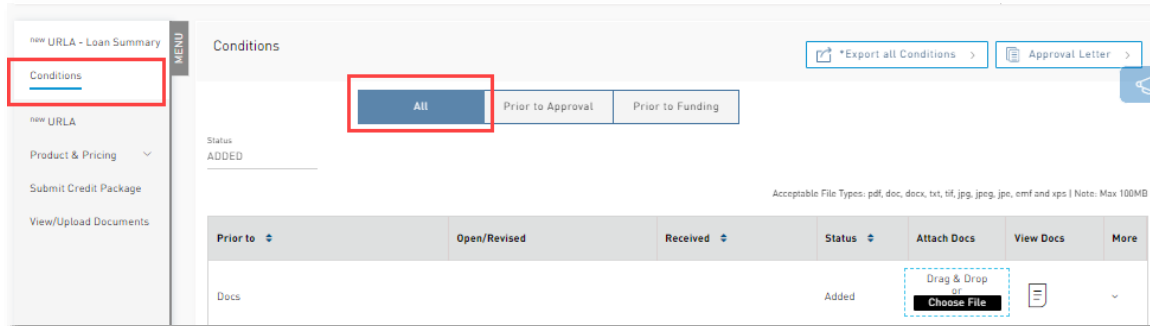 new URLA - Loan Summary
Conditions
new URLA
Product & Pricing
Submit Credit Package
View/Upload Documents
MENU
Conditions
*Export all Conditions >
Approval Letter >
All
Prior to Approval
Prior to Funding
Status
ADDED
Acceptable File Types: pdf, doc, docx, txt, tif, jpg, jpeg, jpe, emf and xps | Note: Max 100MB
Prior to Open/Revised Received Status Attach Docs View Docs More
Docs Added
Drag & Drop
or
Choose File